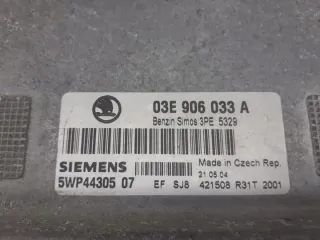 03E 906 033 A
Benzin Simos 3PE 5329
SIEMENS
Made in Czech Rep.
21.05.04
5WP44305 07
EF SJ8 421508 R31T 2001